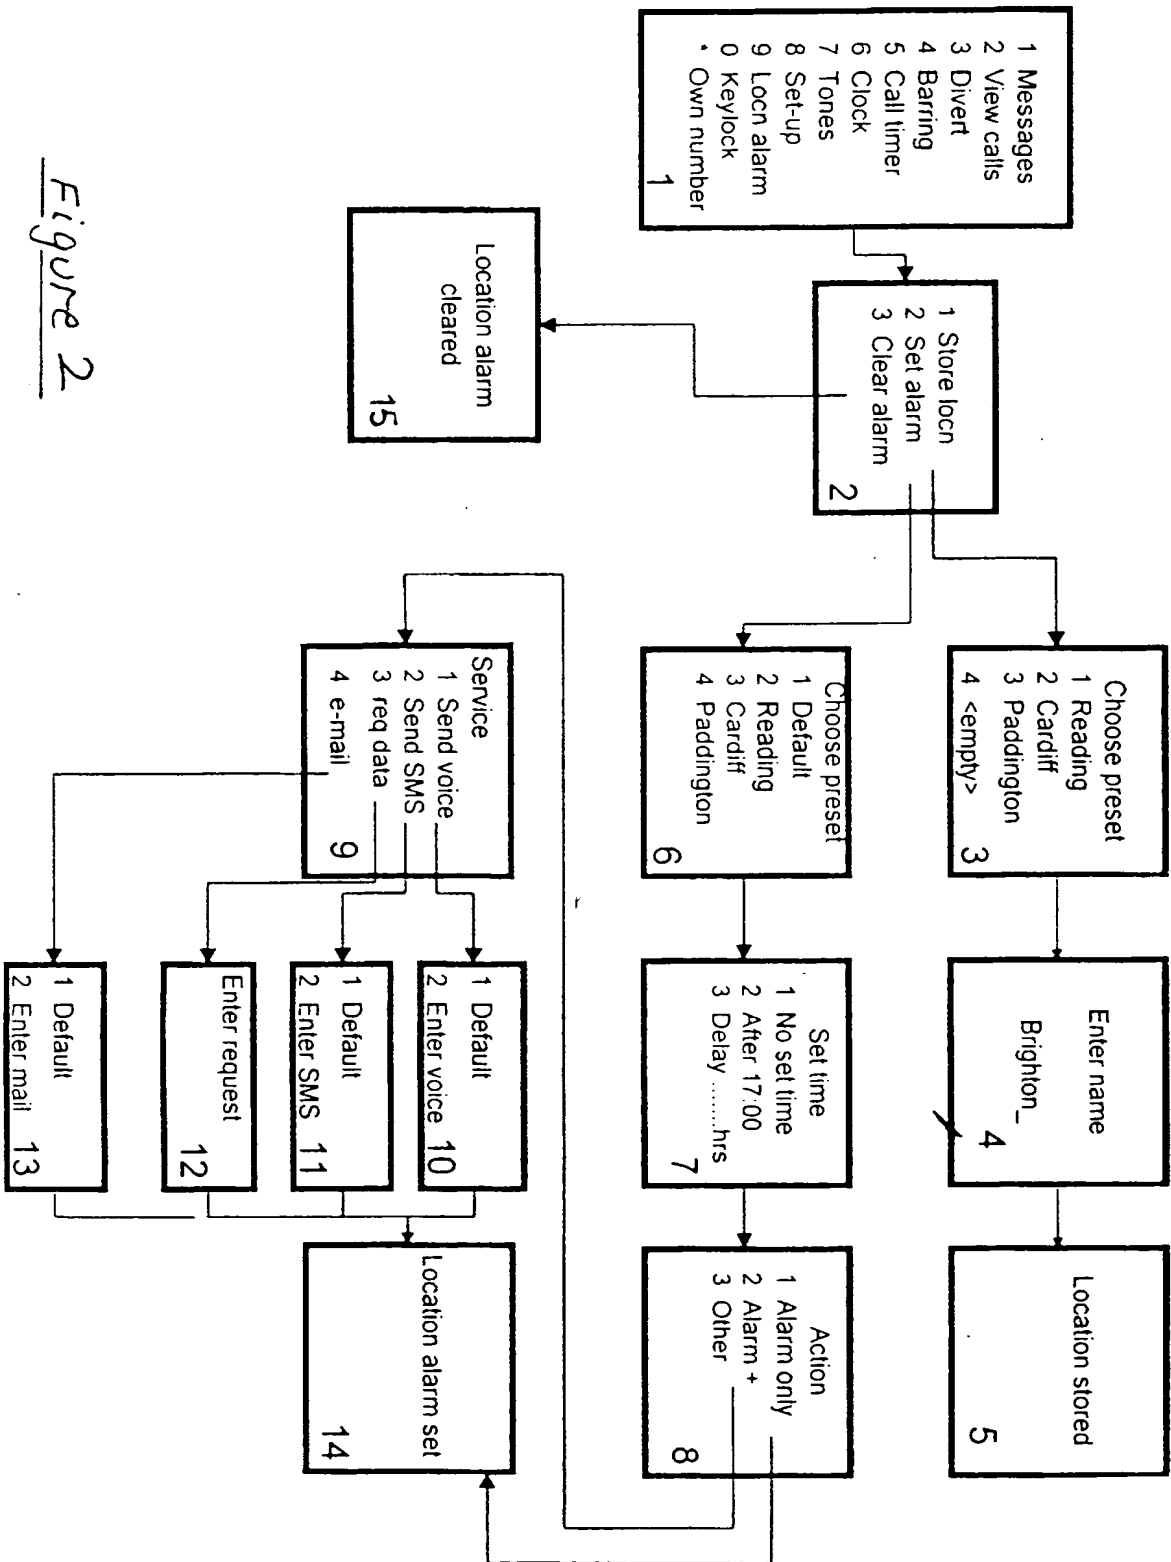 1 Messages
2 View calls
3 Divert
4 Barring
5 Call timer
6 Clock
7 Tones
8 Set-up
9 Locn alarm
0 Keylock
* Own number
1
1 Store locn
2 Set alarm
3 Clear alarm
2
Choose preset
1 Reading
2 Cardiff
3 Paddington
4 <empty>
3
Enter name
Brighton_
4
Location stored
5
Choose preset
1 Default
2 Reading
3 Cardiff
4 Paddington
6
Set time
1 No set time
2 After 17:00
3 Delay ........hrs
7
Action
1 Alarm only
2 Alarm +
3 Other
8
Service
1 Send voice
2 Send SMS
3 req data
4 e-mail
9
1 Default
2 Enter voice
10
1 Default
2 Enter SMS
11
Enter request
12
1 Default
2 Enter mail
13
Location alarm set
14
Location alarm
cleared
15
Figure 2